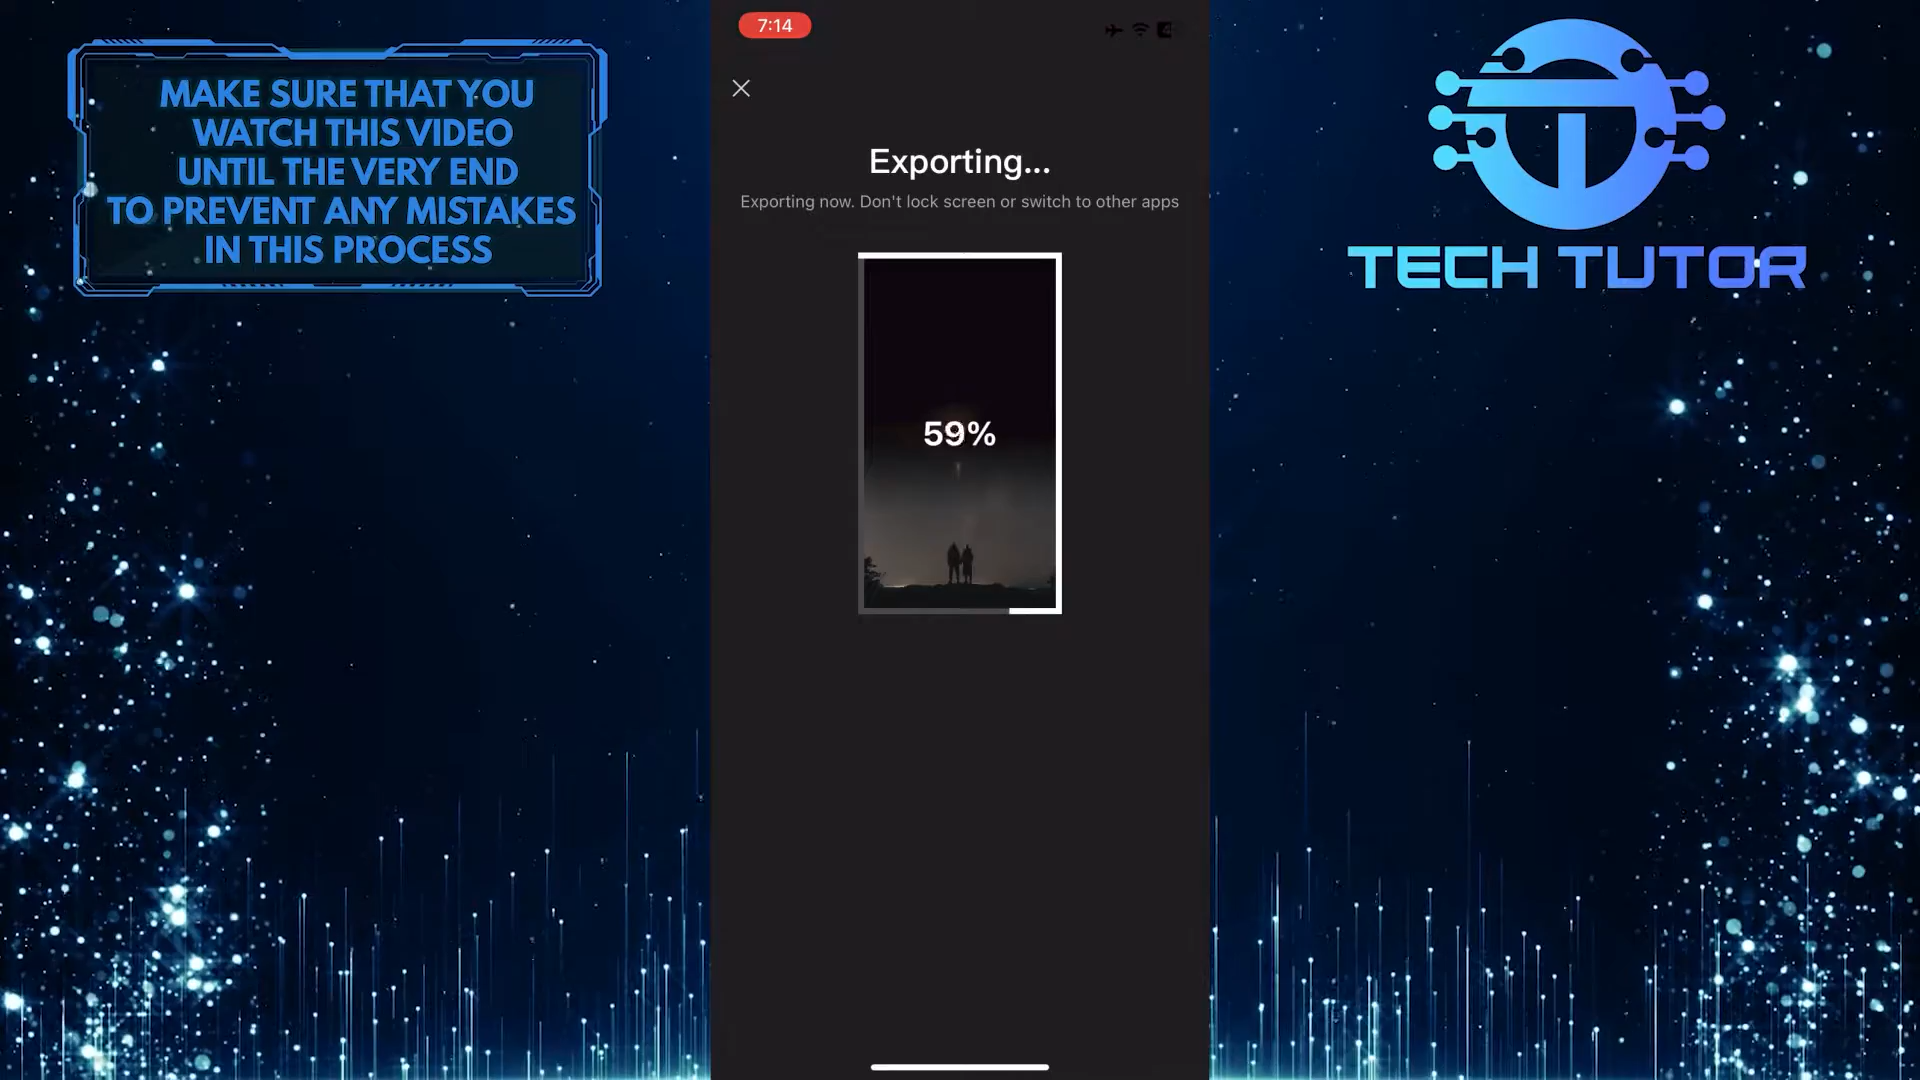 MAKE SURE THAT YOU
WATCH THIS VIDEO
UNTIL THE VERY END
TO PREVENT ANY MISTAKES
IN THIS PROCESS
7:14
Exporting...
Exporting now. Don't lock screen or switch to other apps
59%
TECH TUTOR